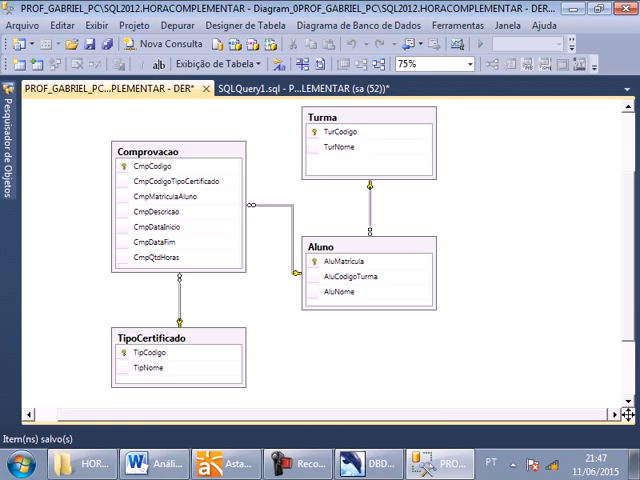 PROF_GABRIEL_PC\SQL2012.HORACOMPLEMENTAR - Diagram_0PROF_GABRIEL_PC\SQL2012.HORACOMPLEMENTAR - DER...
Arquivo Editar Exibir Projeto Depurar Designer de Tabela Diagrama de Banco de Dados Ferramentas Janela Ajuda
Nova Consulta
Exibição de Tabela 75%
PROF_GABRIEL_PC...PLEMENTAR - DER* SQLQuery1.sql - P...LEMENTAR (sa (52))*
Pesquisador de Objetos
Turma
TurCodigo
TurNome
Comprovacao
CmpCodigo
CmpCodigoTipoCertificado
CmpMatriculaAluno
CmpDescricao
CmpDataInicio
CmpDataFim
CmpQtdHoras
Aluno
AluMatricula
AluCodigoTurma
AluNome
TipoCertificado
TipCodigo
TipNome
Item(ns) salvo(s)
HOR... Anális... Asta... Reco... DBD... PRO... PT 21:47
11/06/2015